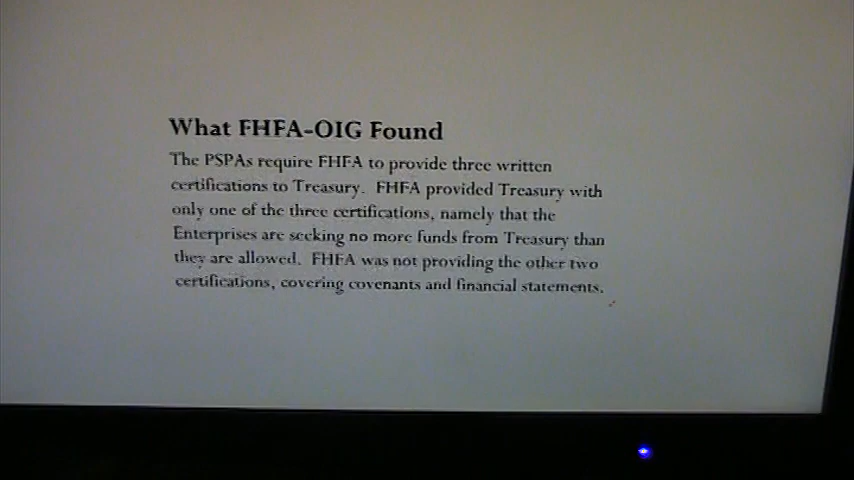 What FHFA-OIG Found
The PSPAs require FHFA to provide three written
certifications to Treasury. FHFA provided Treasury with
only one of the three certifications, namely that the
Enterprises are seeking no more funds from Treasury than
they are allowed. FHFA was not providing the other two
certifications, covering covenants and financial statements.